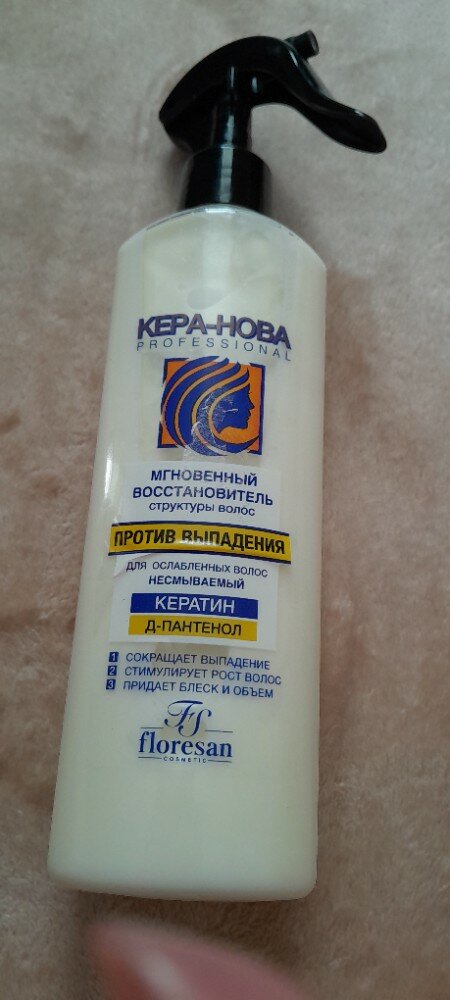 КЕРА-НОВА
PROFESSIONAL
МГНОВЕННЫЙ
ВОССТАНОВИТЕЛЬ
структуры волос
ПРОТИВ ВЫПАДЕНИЯ
ДЛЯ ОСЛАБЛЕННЫХ ВОЛОС
НЕСМЫВАЕМЫЙ
КЕРАТИН
Д-ПАНТЕНОЛ
1 СОКРАЩАЕТ ВЫПАДЕНИЕ
2 СТИМУЛИРУЕТ РОСТ ВОЛОС
3 ПРИДАЕТ БЛЕСК И ОБЪЕМ
FS
floresan
COSMETIC